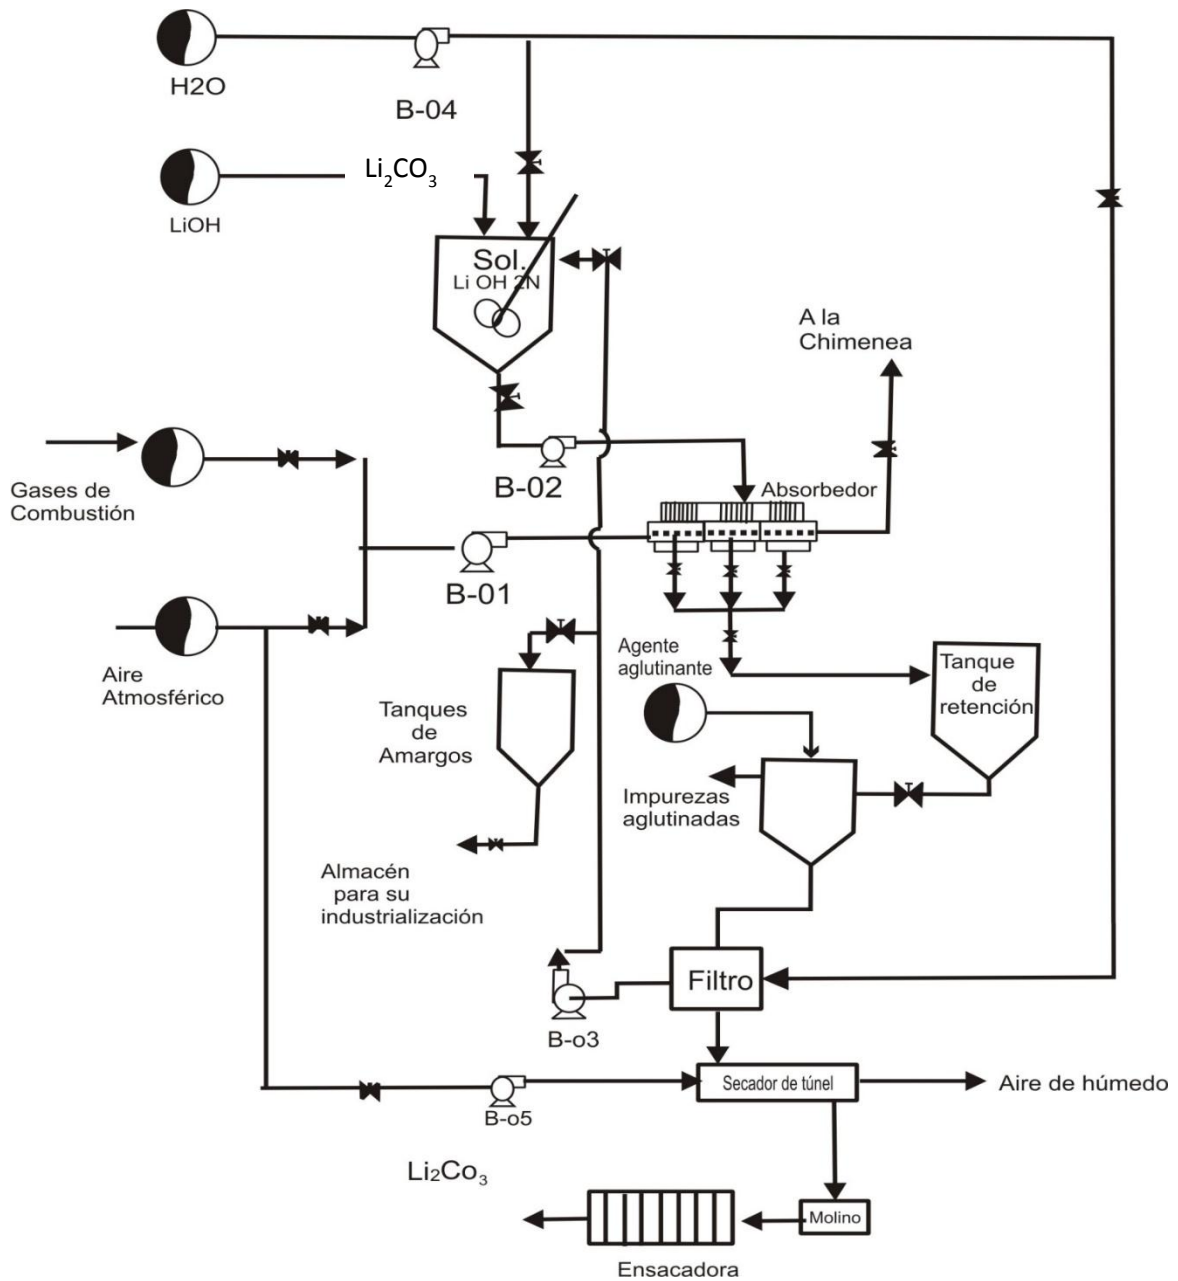 H2O
B-04
Li2CO3
LiOH
Sol.
Li OH 2N
A la
Chimenea
Gases de
Combustión
B-02
Absorbedor
B-01
Aire
Atmosférico
Agente
aglutinante
Tanque
de
retención
Tanques
de
Amargos
Impurezas
aglutinadas
Almacén
para su
industrialización
Filtro
B-o3
Secador de túnel
Aire de húmedo
B-o5
Li2Co3
Molino
Ensacadora